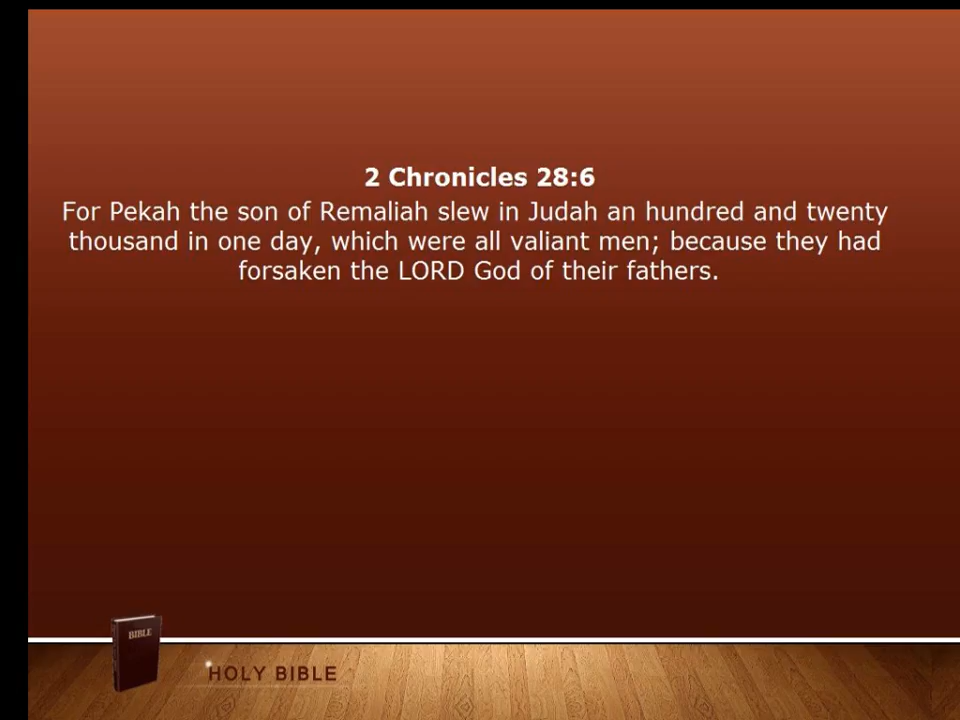 2 Chronicles 28:6
For Pekah the son of Remaliah slew in Judah an hundred and twenty
thousand in one day, which were all valiant men; because they had
forsaken the LORD God of their fathers.
BIBLE
HOLY BIBLE